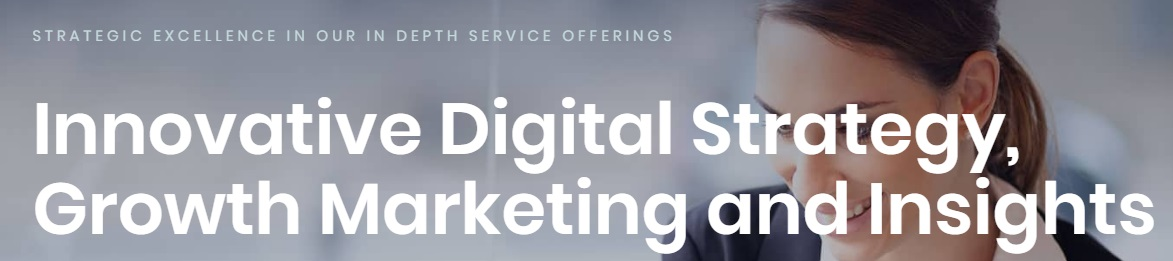 STRATEGIC EXCELLENCE IN OUR IN DEPTH SERVICE OFFERINGS
Innovative Digital Strategy,
Growth Marketing and Insights